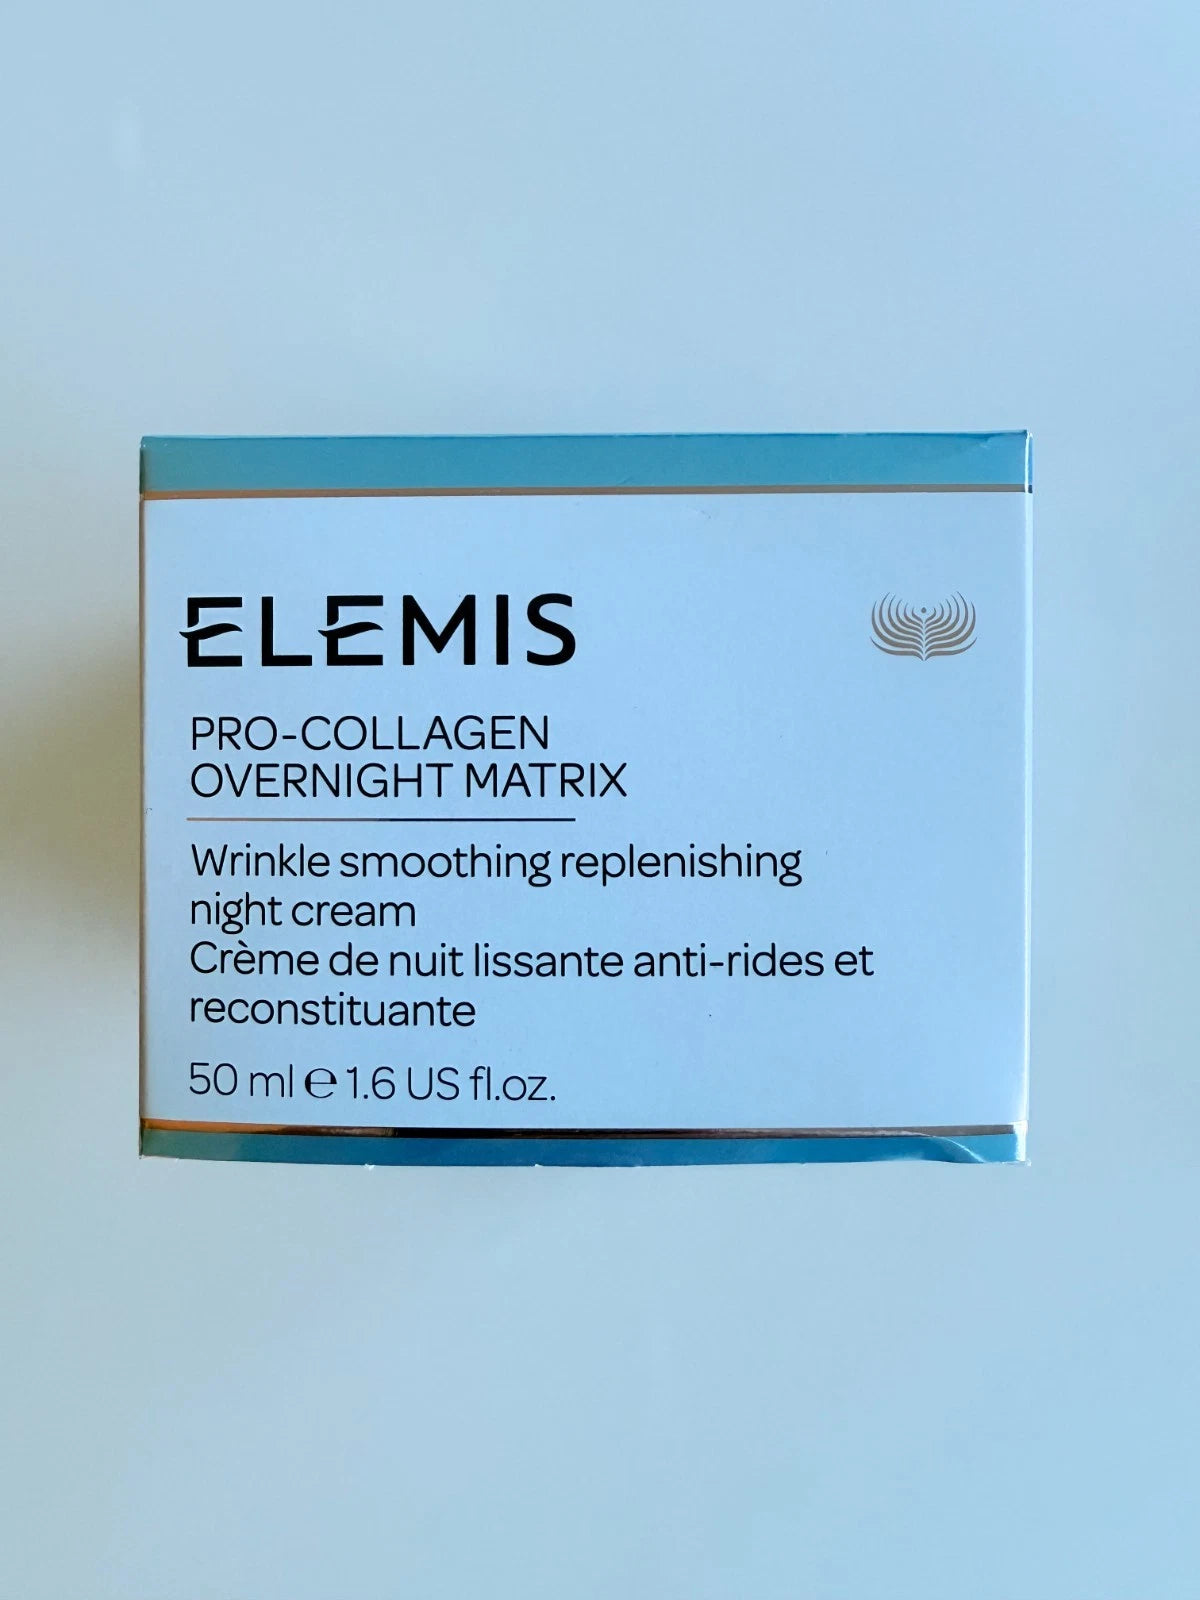 ELEMIS
PRO-COLLAGEN
OVERNIGHT MATRIX
Wrinkle smoothing replenishing
night cream
Crème de nuit lissante anti-rides et
reconstituante
50 ml ℮ 1.6 US fl.oz.